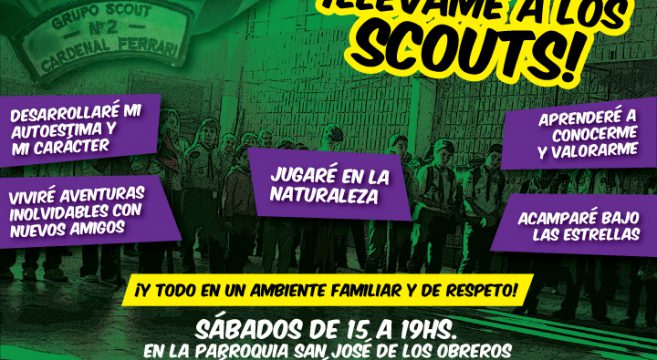 GRUPO SCOUT
Nº2
CARDENAL FERRARI
¡LLEVAME A LOS
SCOUTS!
DESARROLLARÉ MI
AUTOESTIMA Y
MI CARÁCTER
APRENDERÉ A
CONOCERME
Y VALORARME
JUGARÉ EN LA
NATURALEZA
VIVIRÉ AVENTURAS
INOLVIDABLES CON
NUEVOS AMIGOS
ACAMPARÉ BAJO
LAS ESTRELLAS
¡Y TODO EN UN AMBIENTE FAMILIAR Y DE RESPETO!
SÁBADOS DE 15 A 19HS.
EN LA PARROQUIA SAN JOSÉ DE LOS OBREROS